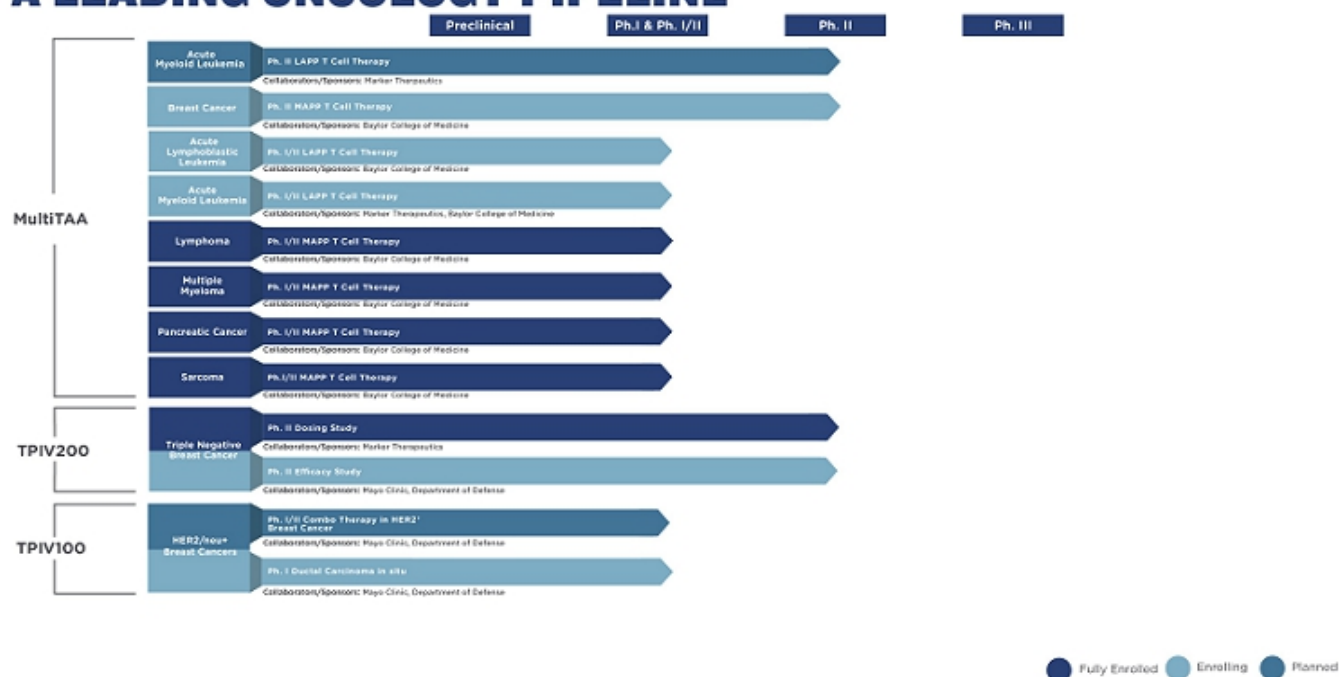 A LEADING ONCOLOGY PIPELINE
Preclinical
Ph.I & Ph. I/II
Ph. II
Ph. III
MultiTAA
Acute
Myeloid Leukemia
Ph. II LAPP T Cell Therapy
Collaborators/Sponsors: Marker Therapeutics
Breast Cancer
Ph. II MAPP T Cell Therapy
Collaborators/Sponsors: Baylor College of Medicine
Acute
Lymphoblastic
Leukemia
Ph. I/II LAPP T Cell Therapy
Collaborators/Sponsors: Baylor College of Medicine
Acute
Myeloid Leukemia
Ph. I/II LAPP T Cell Therapy
Collaborators/Sponsors: Marker Therapeutics, Baylor College of Medicine
Lymphoma
Ph. I/II MAPP T Cell Therapy
Collaborators/Sponsors: Baylor College of Medicine
Multiple
Myeloma
Ph. I/II MAPP T Cell Therapy
Collaborators/Sponsors: Baylor College of Medicine
Pancreatic Cancer
Ph. I/II MAPP T Cell Therapy
Collaborators/Sponsors: Baylor College of Medicine
Sarcoma
Ph.I/II MAPP T Cell Therapy
Collaborators/Sponsors: Baylor College of Medicine
TPIV200
Triple Negative
Breast Cancer
Ph. II Dosing Study
Collaborators/Sponsors: Marker Therapeutics
Ph. II Efficacy Study
Collaborators/Sponsors: Mayo Clinic, Department of Defense
TPIV100
HER2/neu+
Breast Cancers
Ph. I/II Combo Therapy in HER2+
Breast Cancer
Collaborators/Sponsors: Mayo Clinic, Department of Defense
Ph. I Ductal Carcinoma in situ
Collaborators/Sponsors: Mayo Clinic, Department of Defense
Fully Enrolled
Enrolling
Planned